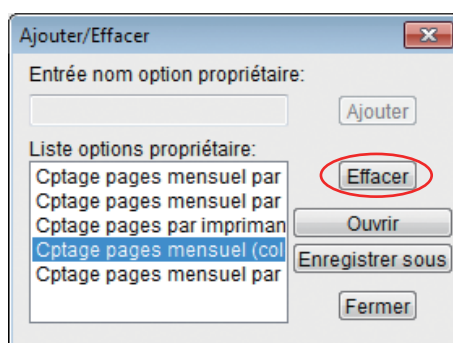 Ajouter/Effacer
Entrée nom option propriétaire:
Ajouter
Liste options propriétaire:
Cptage pages mensuel par
Cptage pages mensuel par
Cptage pages par impriman
Cptage pages mensuel (col
Cptage pages mensuel par
Effacer
Ouvrir
Enregistrer sous
Fermer